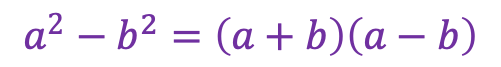 a² − b² = (a + b)(a − b)